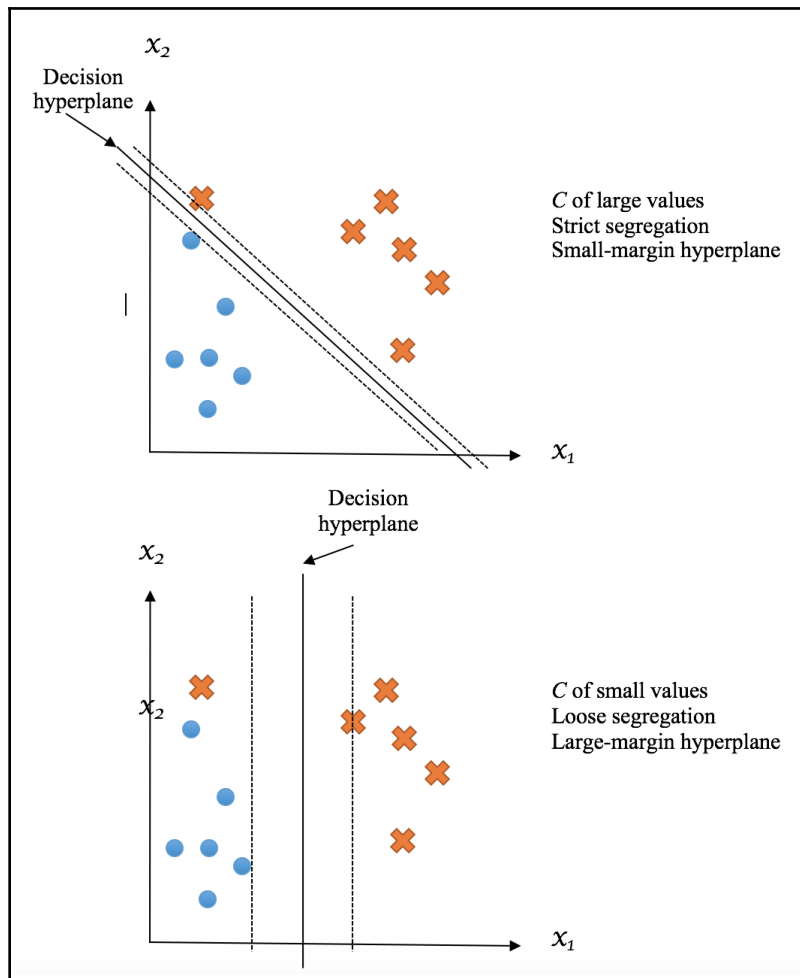 x₂
Decision
hyperplane
C of large values
Strict segregation
Small-margin hyperplane
x₁
Decision
hyperplane
x₂
x₂
C of small values
Loose segregation
Large-margin hyperplane
x₁